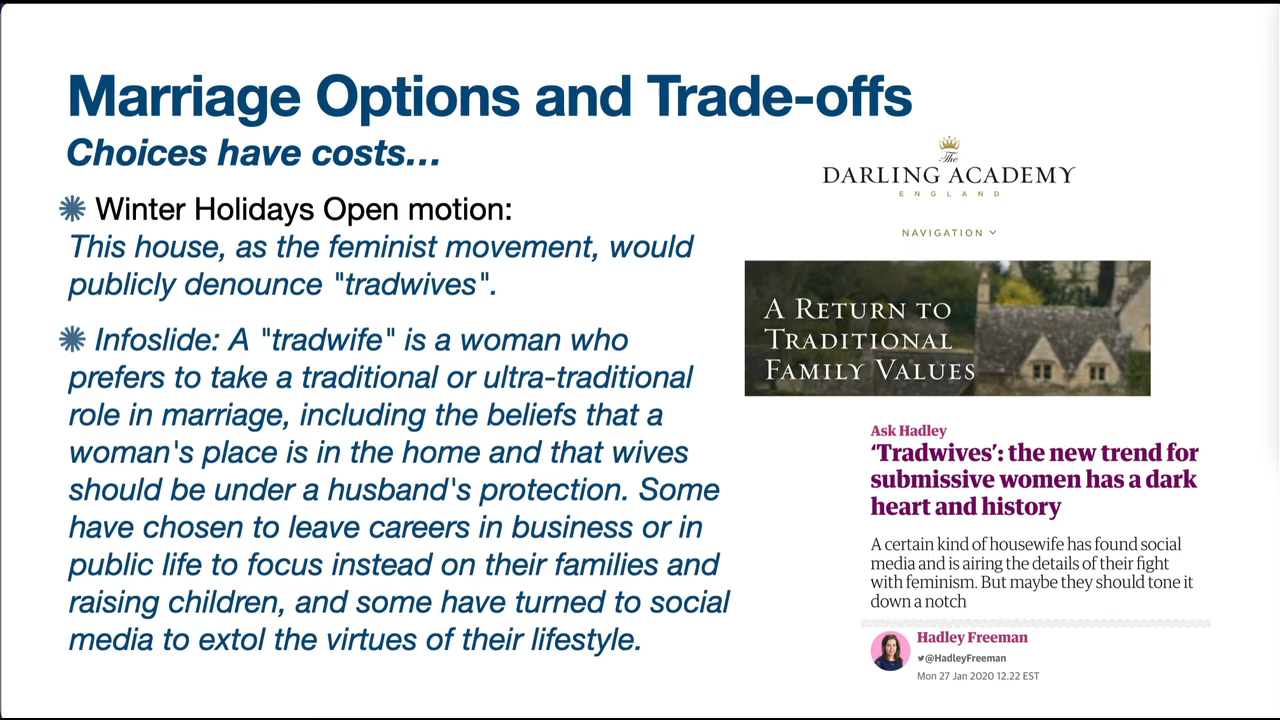 Marriage Options and Trade-offs
Choices have costs...
Winter Holidays Open motion:
This house, as the feminist movement, would
publicly denounce "tradwives".
Infoslide: A "tradwife" is a woman who
prefers to take a traditional or ultra-traditional
role in marriage, including the beliefs that a
woman's place is in the home and that wives
should be under a husband's protection. Some
have chosen to leave careers in business or in
public life to focus instead on their families and
raising children, and some have turned to social
media to extol the virtues of their lifestyle.
The
DARLING ACADEMY
ENGLAND
NAVIGATION
A RETURN TO
TRADITIONAL
FAMILY VALUES
Ask Hadley
‘Tradwives’: the new trend for
submissive women has a dark
heart and history
A certain kind of housewife has found social
media and is airing the details of their fight
with feminism. But maybe they should tone it
down a notch
Hadley Freeman
@HadleyFreeman
Mon 27 Jan 2020 12.22 EST